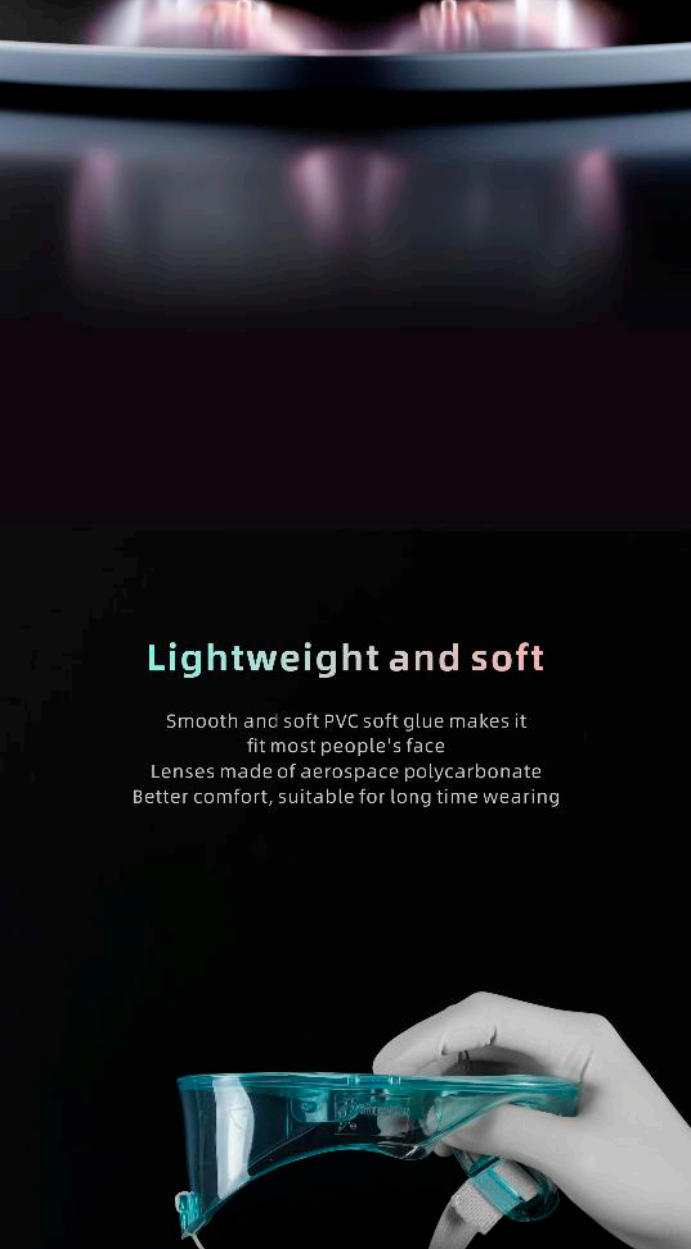 Lightweight and soft
Smooth and soft PVC soft glue makes it
fit most people's face
Lenses made of aerospace polycarbonate
Better comfort, suitable for long time wearing